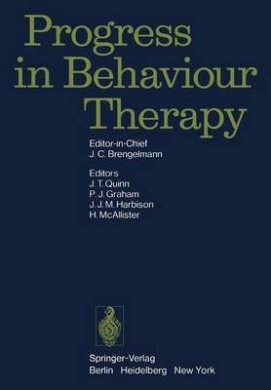 Progress
in Behaviour
Therapy
Editor-in-Chief
J. C. Brengelmann
Editors
J. T. Quinn
P. J. Graham
J. J. M. Harbison
H. McAllister
Springer-Verlag
Berlin Heidelberg New York